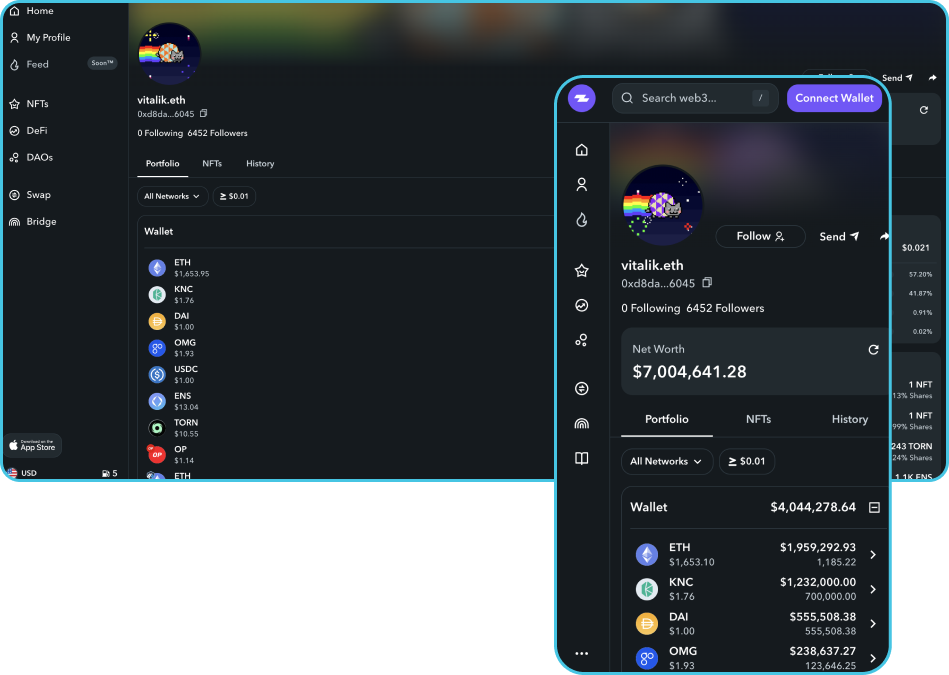 Home
My Profile
Feed
Soon™
NFTs
DeFi
DAOs
Swap
Bridge
Download on the
App Store
USD
5
vitalik.eth
0xd8da...6045
0 Following 6452 Followers
Portfolio NFTs History
All Networks ≥ $0.01
Wallet
ETH
$1,653.95
KNC
$1.76
DAI
$1.00
OMG
$1.93
USDC
$1.00
ENS
$13.04
TORN
$10.55
OP
OP
$1.14
ETH
Send
$0.021
57.20%
41.87%
0.91%
0.02%
1 NFT
13% Shares
1 NFT
99% Shares
243 TORN
24% Shares
1.1K ENS
Search web3... /
Connect Wallet
Follow
Send
vitalik.eth
0xd8da...6045
0 Following 6452 Followers
Net Worth
$7,004,641.28
Portfolio NFTs History
All Networks ≥ $0.01
Wallet $4,044,278.64
ETH $1,959,292.93
$1,653.10 1,185.22
KNC $1,232,000.00
$1.76 700,000.00
DAI $555,508.38
$1.00 555,508.38
OMG $238,637.27
$1.93 123,646.25